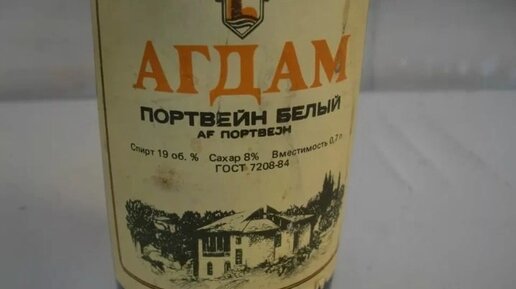 АГДАМ
ПОРТВЕЙН БЕЛЫЙ
АҒ ПОРТВЕЈН
Спирт 19 об. % Сахар 8% Вместимость 0,7 л
ГОСТ 7208-84